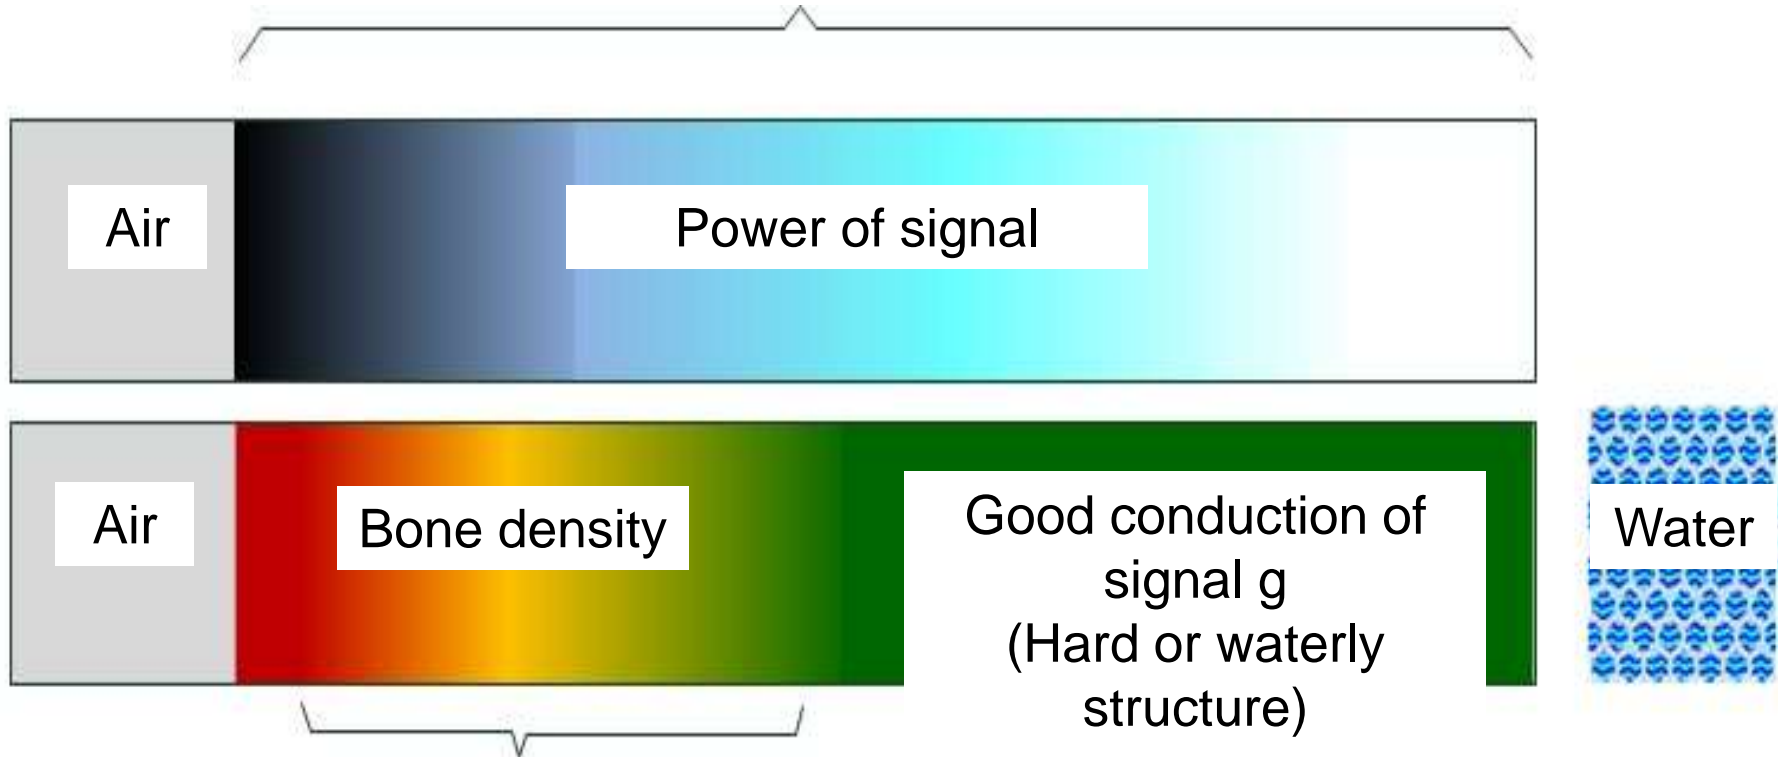 Air
Power of signal
Air
Bone density
Good conduction of
signal g
(Hard or waterly
structure)
Water